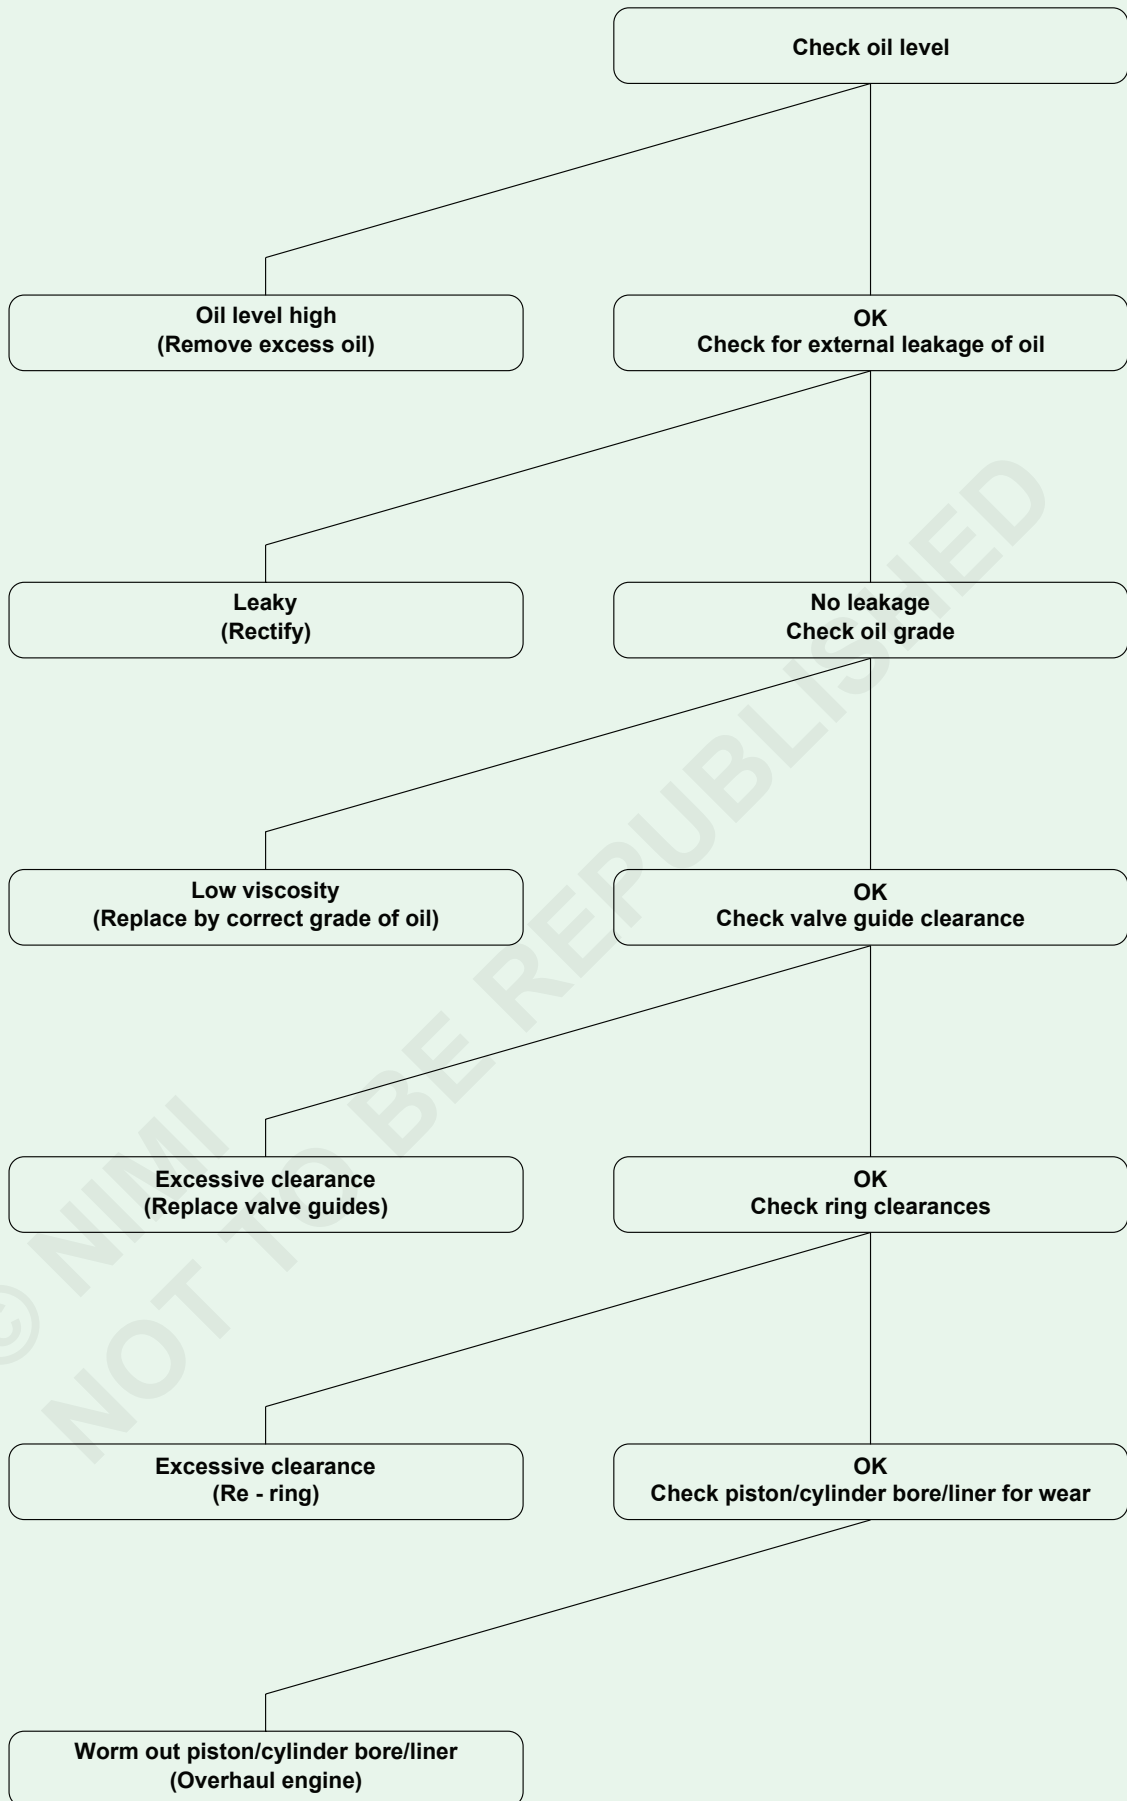 Check oil level
Oil level high
(Remove excess oil)
OK
Check for external leakage of oil
Leaky
(Rectify)
No leakage
Check oil grade
Low viscosity
(Replace by correct grade of oil)
OK
Check valve guide clearance
Excessive clearance
(Replace valve guides)
OK
Check ring clearances
Excessive clearance
(Re - ring)
OK
Check piston/cylinder bore/liner for wear
Worm out piston/cylinder bore/liner
(Overhaul engine)
© NIMI
NOT TO BE REPUBLISHED